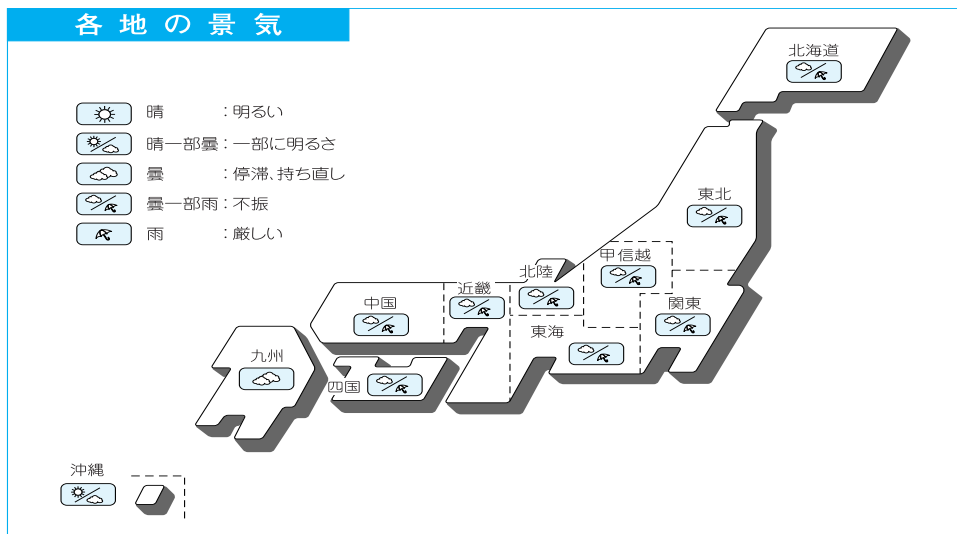 各地の景気
晴　：明るい
晴一部曇：一部に明るさ
曇　：停滞、持ち直し
曇一部雨：不振
雨　：厳しい
北海道
東北
甲信越
北陸
近畿
中国
関東
東海
九州
四国
沖縄